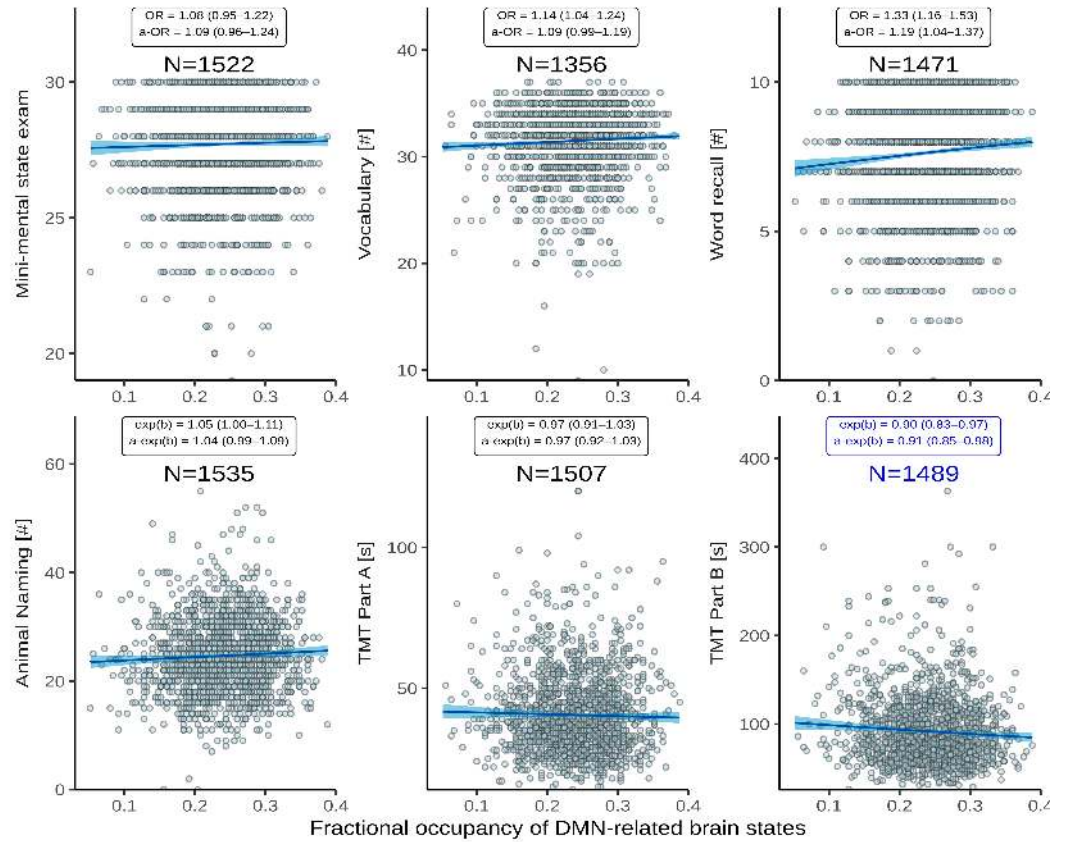 OR = 1.08 (0.95–1.22)
a-OR = 1.09 (0.96–1.24)
N=1522
Mini-mental state exam
30
25
20
0.1 0.2 0.3 0.4
OR = 1.14 (1.04–1.24)
a-OR = 1.09 (0.99–1.19)
N=1356
Vocabulary [#]
40
30
20
10
0.1 0.2 0.3 0.4
OR = 1.33 (1.16–1.53)
a-OR = 1.19 (1.04–1.37)
N=1471
Word recall [#]
10
5
0
0.1 0.2 0.3 0.4
exp(b) = 1.05 (1.00–1.11)
a-exp(b) = 1.04 (0.99–1.09)
N=1535
Animal Naming [#]
60
40
20
0
0.1 0.2 0.3 0.4
exp(b) = 0.97 (0.91–1.03)
a-exp(b) = 0.97 (0.92–1.03)
N=1507
TMT Part A [s]
100
50
0.1 0.2 0.3 0.4
exp(b) = 0.90 (0.83–0.97)
a-exp(b) = 0.91 (0.85–0.98)
N=1489
TMT Part B [s]
400
300
200
100
0.1 0.2 0.3 0.4
Fractional occupancy of DMN-related brain states